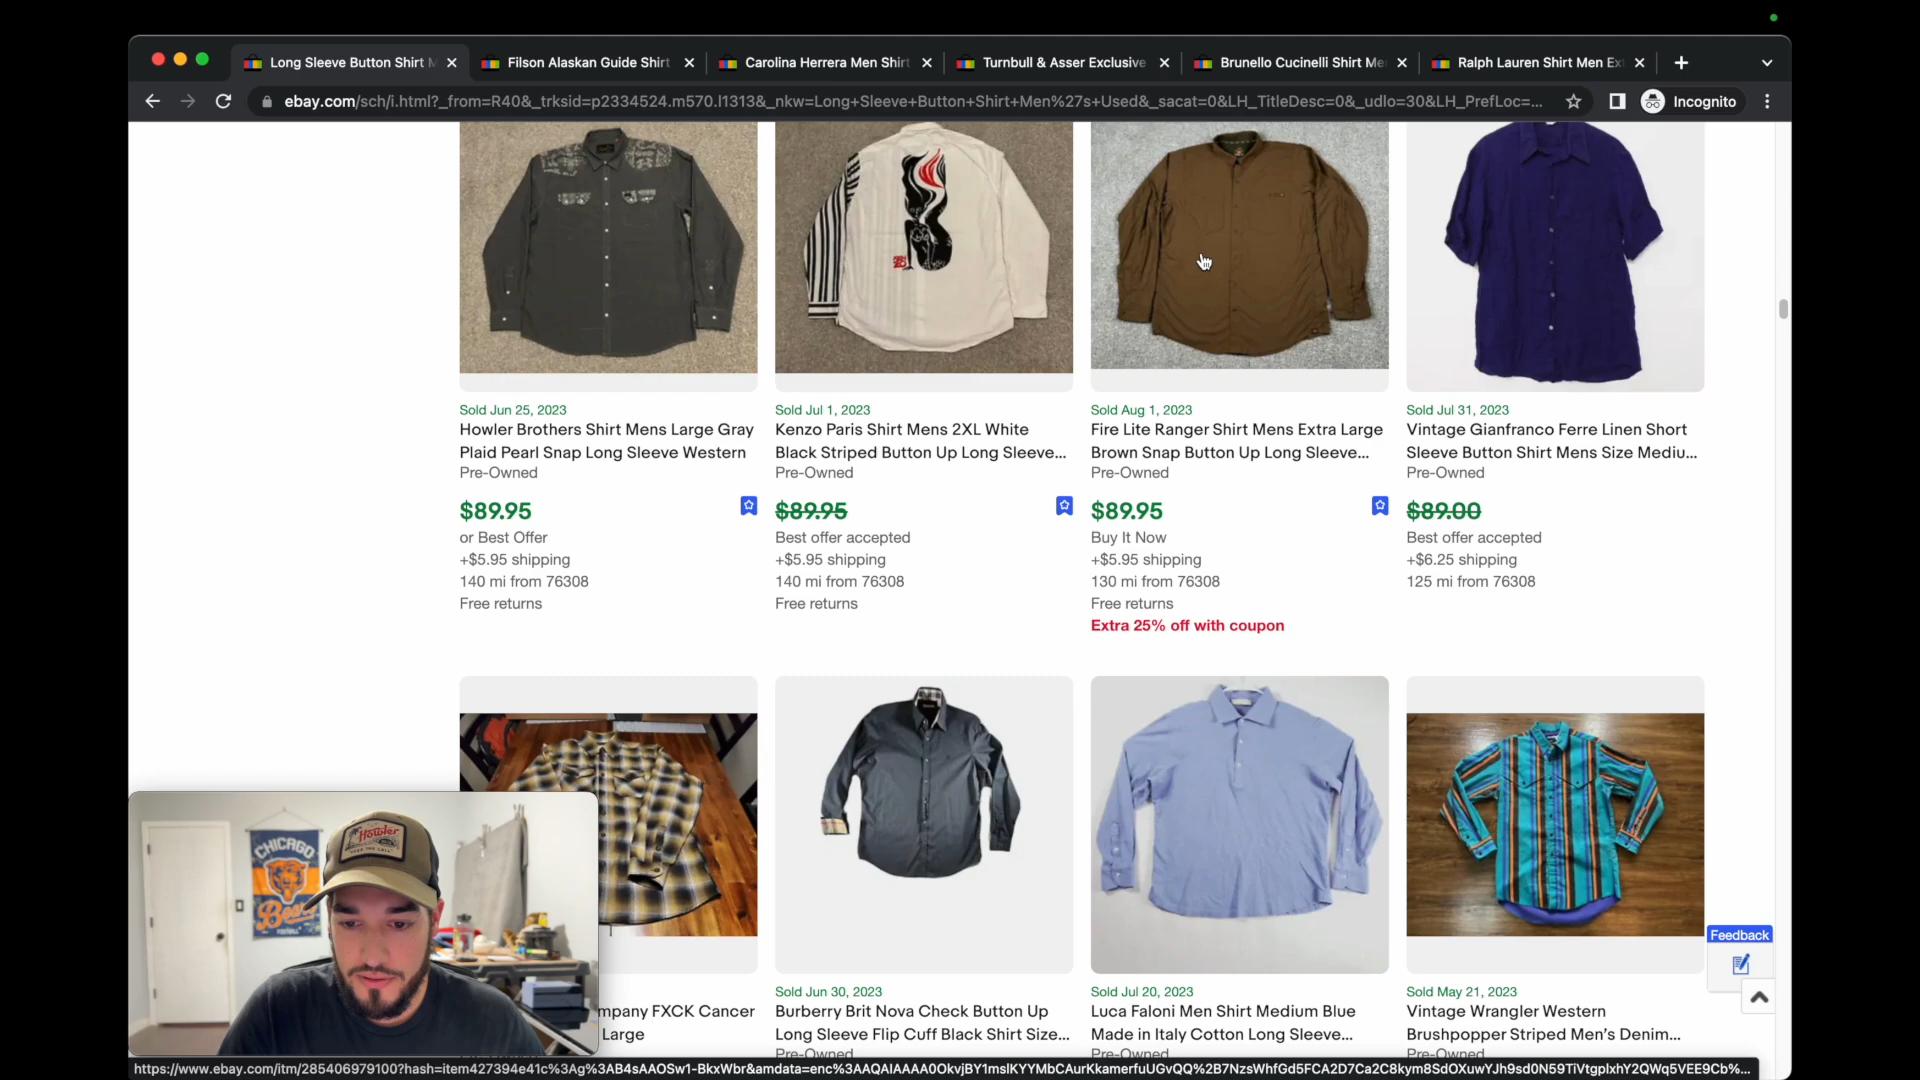 Long Sleeve Button Shirt M
Filson Alaskan Guide Shirt
Carolina Herrera Men Shirt
Turnbull & Asser Exclusive
Brunello Cucinelli Shirt Me
Ralph Lauren Shirt Men Ex
ebay.com/sch/i.html?_from=R40&_trksid=p2334524.m570.l1313&_nkw=Long+Sleeve+Button+Shirt+Men%27s+Used&_sacat=0&LH_TitleDesc=0&_udlo=30&LH_PrefLoc=...
Incognito
Sold Jun 25, 2023
Howler Brothers Shirt Mens Large Gray
Plaid Pearl Snap Long Sleeve Western
Pre-Owned
$89.95
or Best Offer
+$5.95 shipping
140 mi from 76308
Free returns
Sold Jul 1, 2023
Kenzo Paris Shirt Mens 2XL White
Black Striped Button Up Long Sleeve...
Pre-Owned
$89.95
Best offer accepted
+$5.95 shipping
140 mi from 76308
Free returns
Sold Aug 1, 2023
Fire Lite Ranger Shirt Mens Extra Large
Brown Snap Button Up Long Sleeve...
Pre-Owned
$89.95
Buy It Now
+$5.95 shipping
130 mi from 76308
Free returns
Extra 25% off with coupon
Sold Jul 31, 2023
Vintage Gianfranco Ferre Linen Short
Sleeve Button Shirt Mens Size Mediu...
Pre-Owned
$89.00
Best offer accepted
+$6.25 shipping
125 mi from 76308
mpany FXCK Cancer
Large
Sold Jun 30, 2023
Burberry Brit Nova Check Button Up
Long Sleeve Flip Cuff Black Shirt Size...
Pre-Owned
Sold Jul 20, 2023
Luca Faloni Men Shirt Medium Blue
Made in Italy Cotton Long Sleeve...
Pre-Owned
Sold May 21, 2023
Vintage Wrangler Western
Brushpopper Striped Men's Denim...
Pre-Owned
Feedback
CHICAGO
Bears
FOOTBALL
Howler